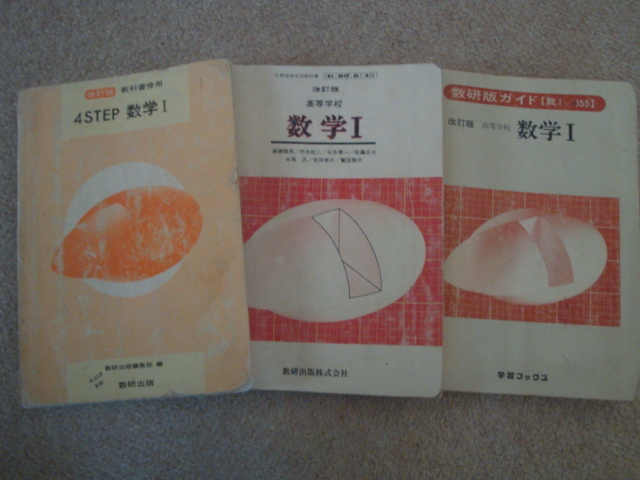 改訂版 教科書傍用
4STEP 数学Ⅰ
数研出版編集部 編
数研出版
改訂版
高等学校
数学Ⅰ
数研出版株式会社
数研版ガイド【数Ⅰ 055】
改訂版 高等学校 数学Ⅰ
学習ブックス